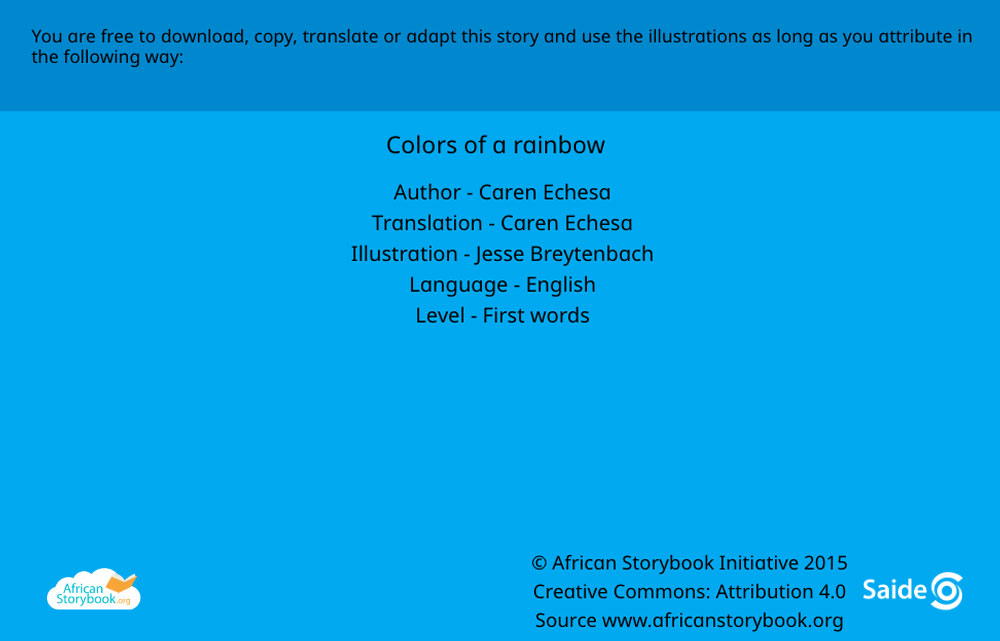 You are free to download, copy, translate or adapt this story and use the illustrations as long as you attribute in
the following way:
Colors of a rainbow
Author - Caren Echesa
Translation - Caren Echesa
Illustration - Jesse Breytenbach
Language - English
Level - First words
© African Storybook Initiative 2015
Creative Commons: Attribution 4.0
Source www.africanstorybook.org
African
Storybook.org
Saide